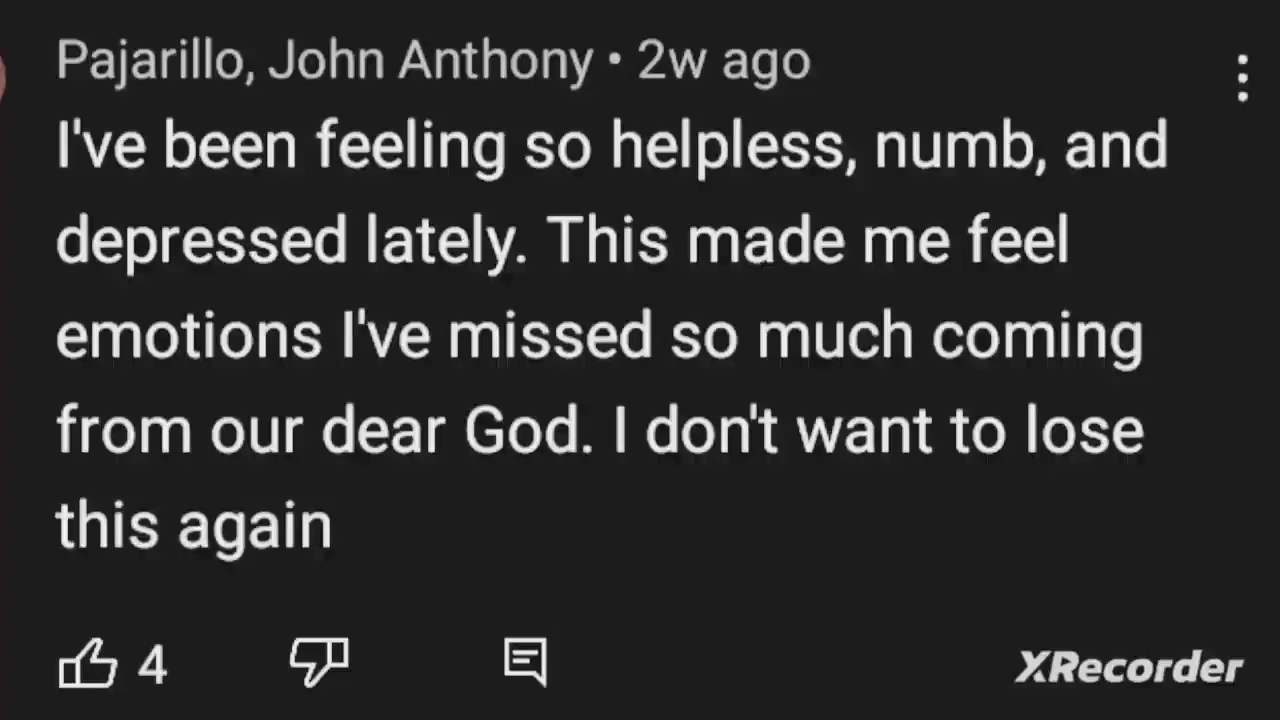 Pajarillo, John Anthony • 2w ago
I've been feeling so helpless, numb, and
depressed lately. This made me feel
emotions I've missed so much coming
from our dear God. I don't want to lose
this again
4
XRecorder